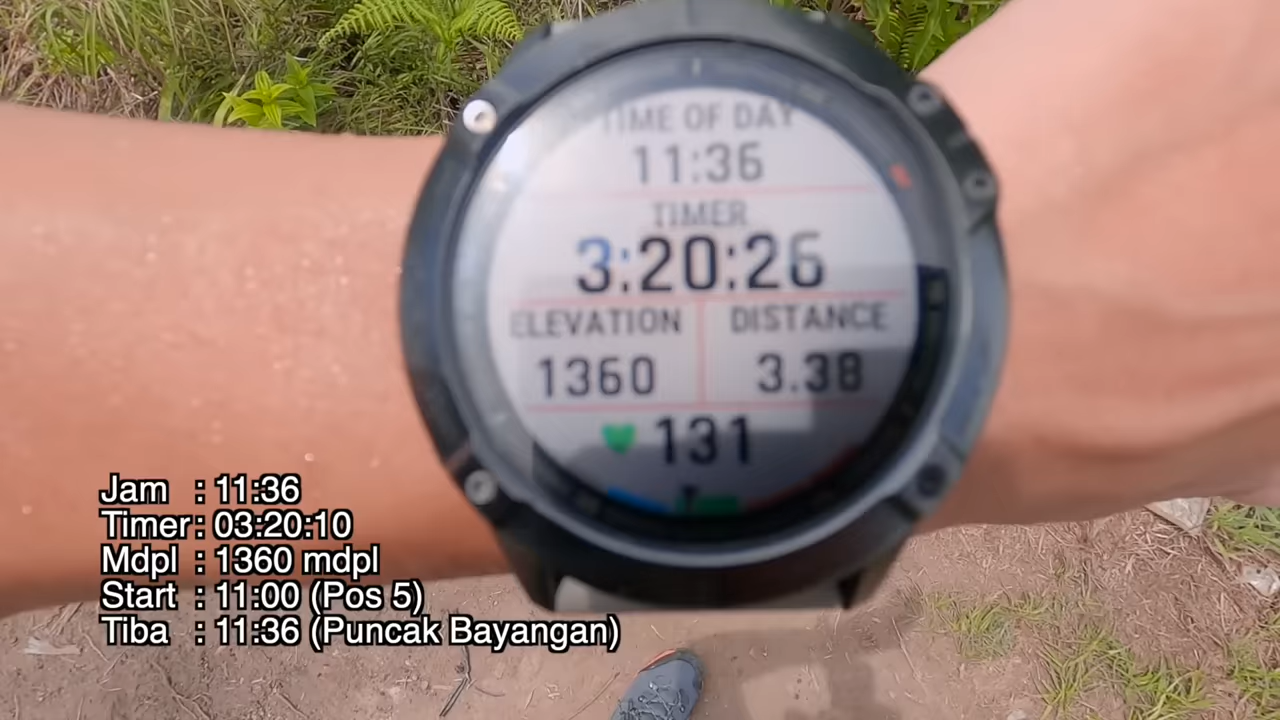 TIME OF DAY
11:36
TIMER
3:20:26
ELEVATION DISTANCE
1360 3.38
131
Jam : 11:36
Timer : 03:20:10
Mdpl : 1360 mdpl
Start : 11:00 (Pos 5)
Tiba : 11:36 (Puncak Bayangan)